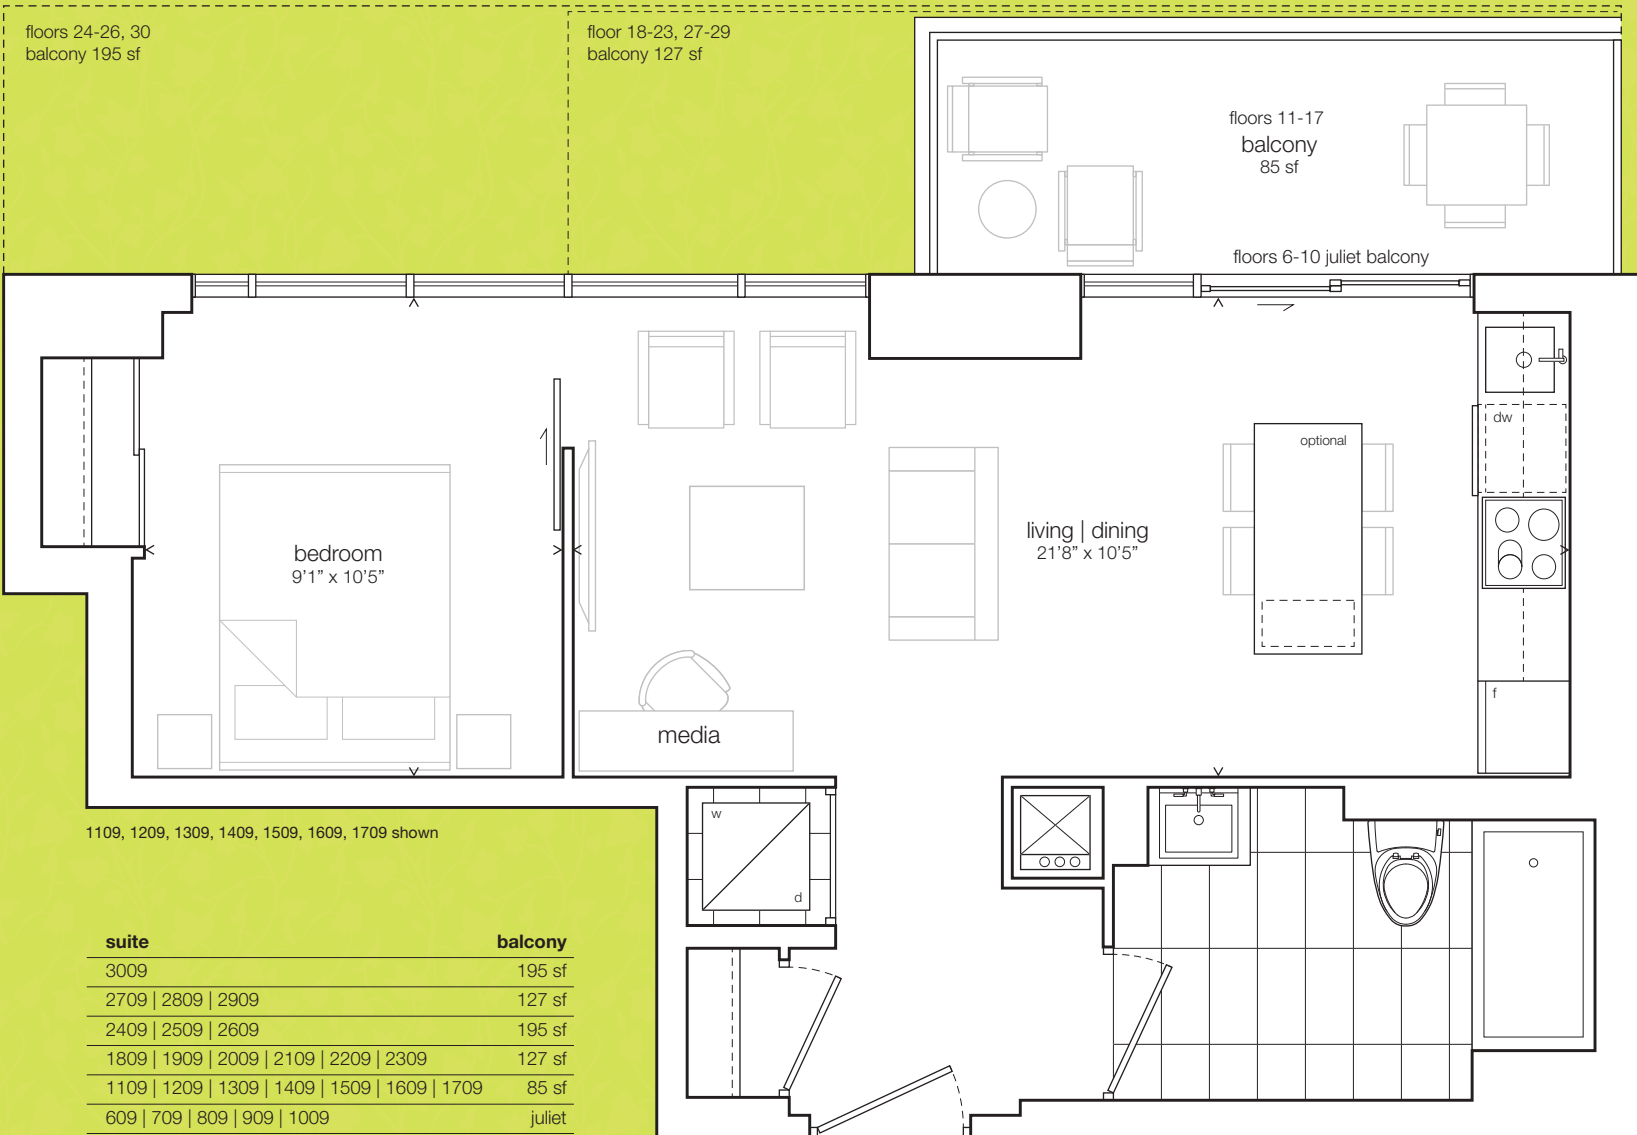 floors 24-26, 30
balcony 195 sf
floor 18-23, 27-29
balcony 127 sf
floors 11-17
balcony
85 sf
floors 6-10 juliet balcony
dw
optional
living | dining
21'8" x 10'5"
bedroom
9'1" x 10'5"
f
media
w
d
1109, 1209, 1309, 1409, 1509, 1609, 1709 shown
suite balcony
3009 195 sf
2709 | 2809 | 2909 127 sf
2409 | 2509 | 2609 195 sf
1809 | 1909 | 2009 | 2109 | 2209 | 2309 127 sf
1109 | 1209 | 1309 | 1409 | 1509 | 1609 | 1709 85 sf
609 | 709 | 809 | 909 | 1009 juliet